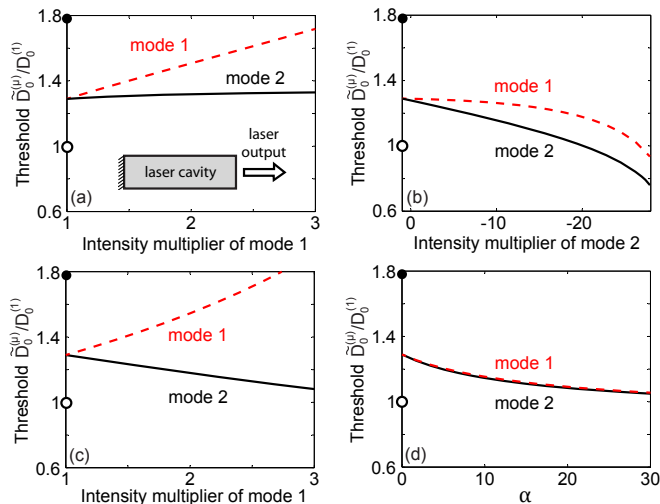 Threshold D̃₀⁽ᵘ⁾/D₀⁽¹⁾
1.8
1.4
1
0.6
mode 1
mode 2
laser
output
laser cavity
(a)
1
2
3
Intensity multiplier of mode 1
Threshold D̃₀⁽ᵘ⁾/D₀⁽¹⁾
1.8
1.4
1
0.6
mode 1
mode 2
(b)
0
-10
-20
Intensity multiplier of mode 2
Threshold D̃₀⁽ᵘ⁾/D₀⁽¹⁾
1.8
1.4
1
0.6
mode 1
mode 2
(c)
1
2
3
Intensity multiplier of mode 1
Threshold D̃₀⁽ᵘ⁾/D₀⁽¹⁾
1.8
1.4
1
0.6
mode 1
mode 2
(d)
0
10
20
30
α